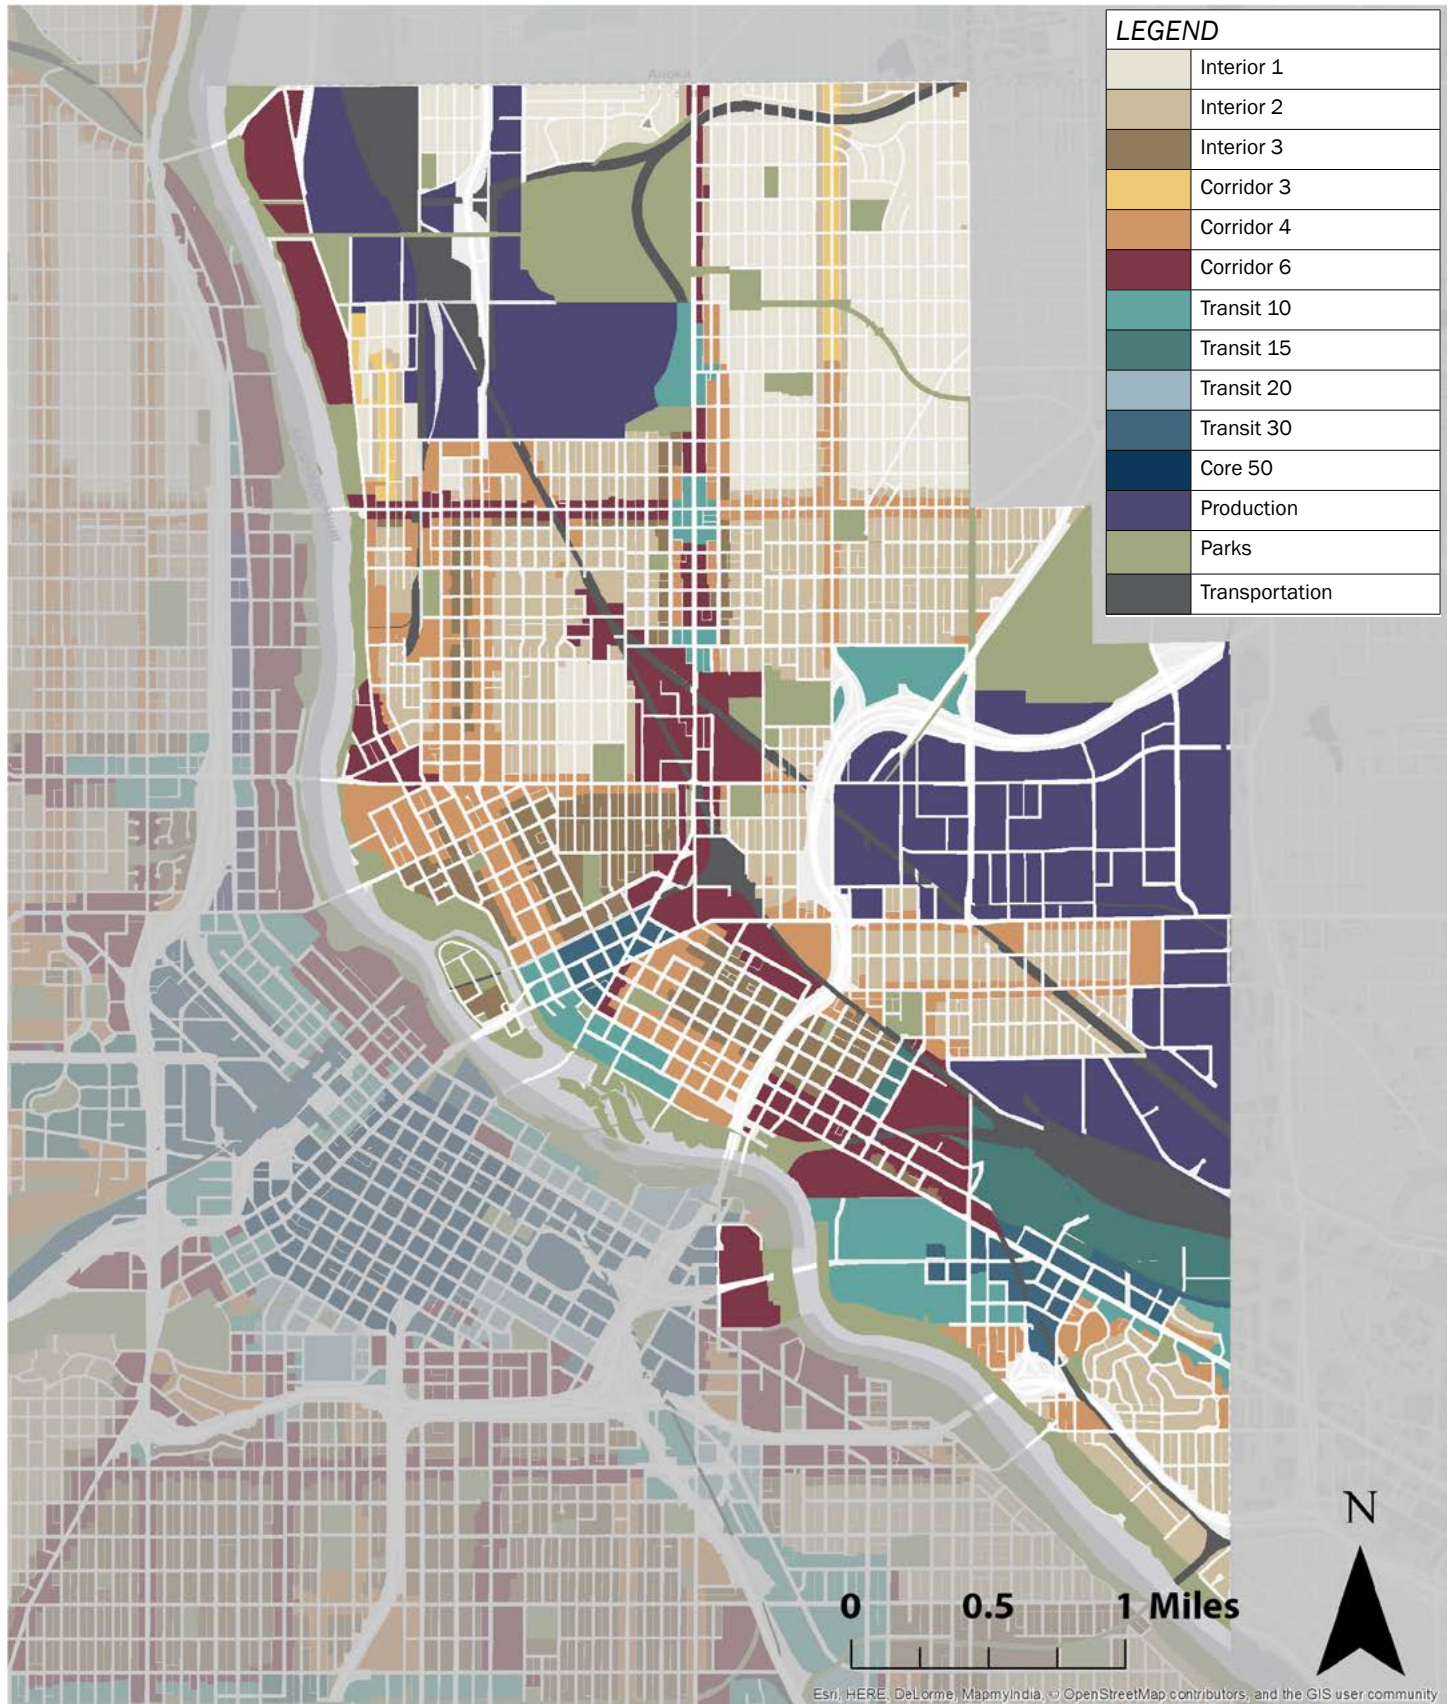 LEGEND
Interior 1
Interior 2
Interior 3
Corridor 3
Corridor 4
Corridor 6
Transit 10
Transit 15
Transit 20
Transit 30
Core 50
Production
Parks
Transportation
Anoka
N
0 0.5 1 Miles
Esri, HERE, DeLorme, MapmyIndia, © OpenStreetMap contributors, and the GIS user community